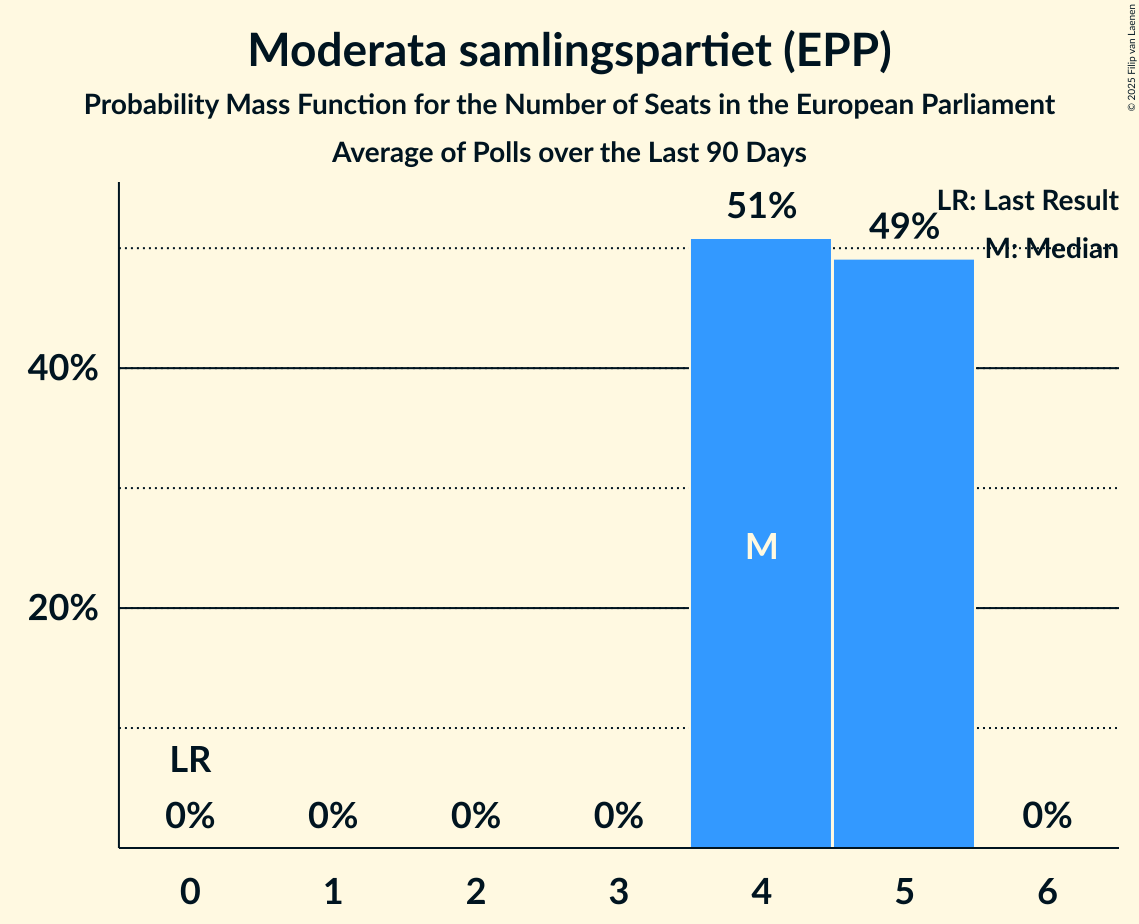 Moderata samlingspartiet (EPP)
Probability Mass Function for the Number of Seats in the European Parliament
Average of Polls over the Last 90 Days
© 2025 Filip van Laenen
LR: Last Result
M: Median
51%
49%
40%
20%
M
LR
0%
0%
0%
0%
0%
0
1
2
3
4
5
6